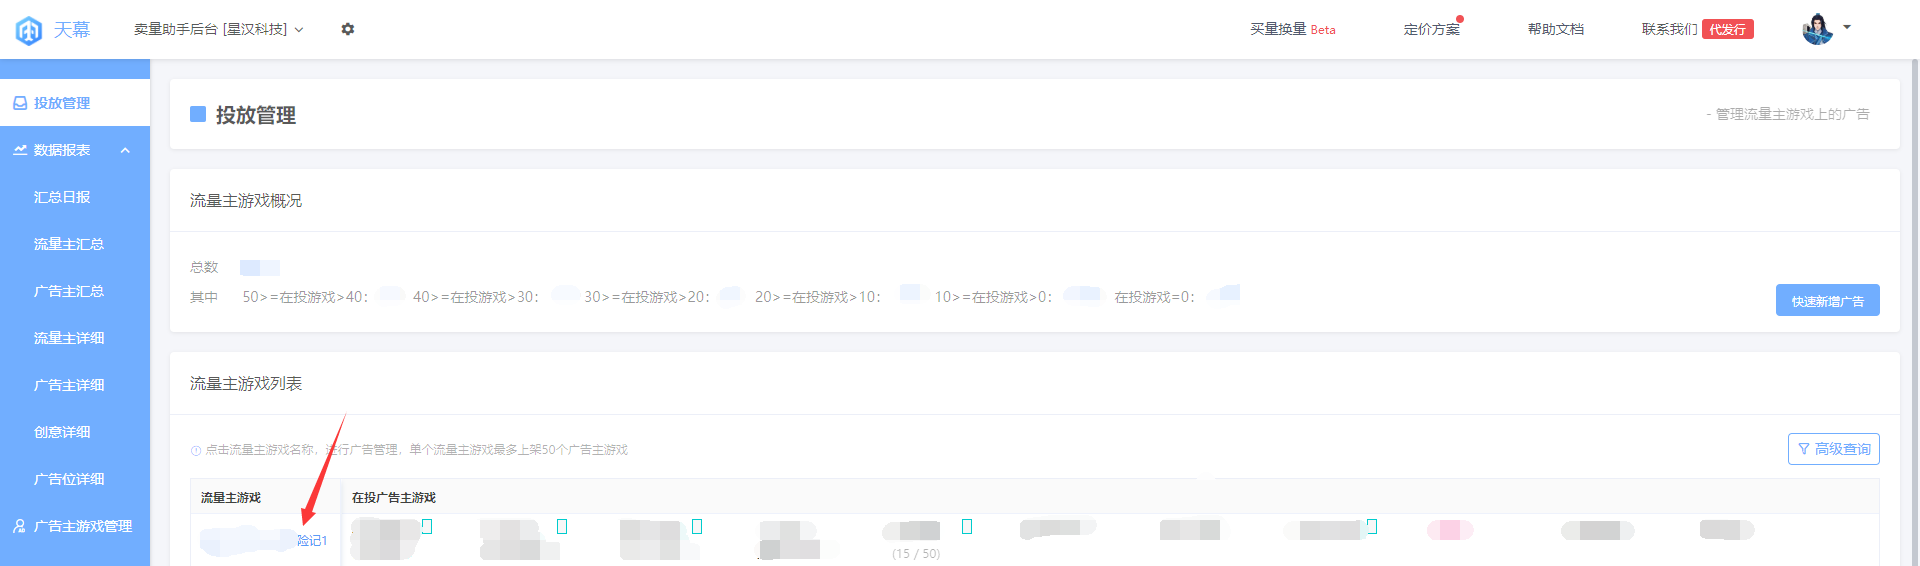 天幕
卖量助手后台 [星汉科技]
买量换量 Beta
定价方案
帮助文档
联系我们 代发行
投放管理
数据报表
汇总日报
流量主汇总
广告主汇总
流量主详细
广告主详细
创意详细
广告位详细
广告主游戏管理
投放管理
- 管理流量主游戏上的广告
流量主游戏概况
总数
其中 50>=在投游戏>40: 40>=在投游戏>30: 30>=在投游戏>20: 20>=在投游戏>10: 10>=在投游戏>0: 在投游戏=0:
快速新增广告
流量主游戏列表
点击流量主游戏名称，进行广告管理，单个流量主游戏最多上架50个广告主游戏
高级查询
流量主游戏 在投广告主游戏
险记1
(15 / 50)